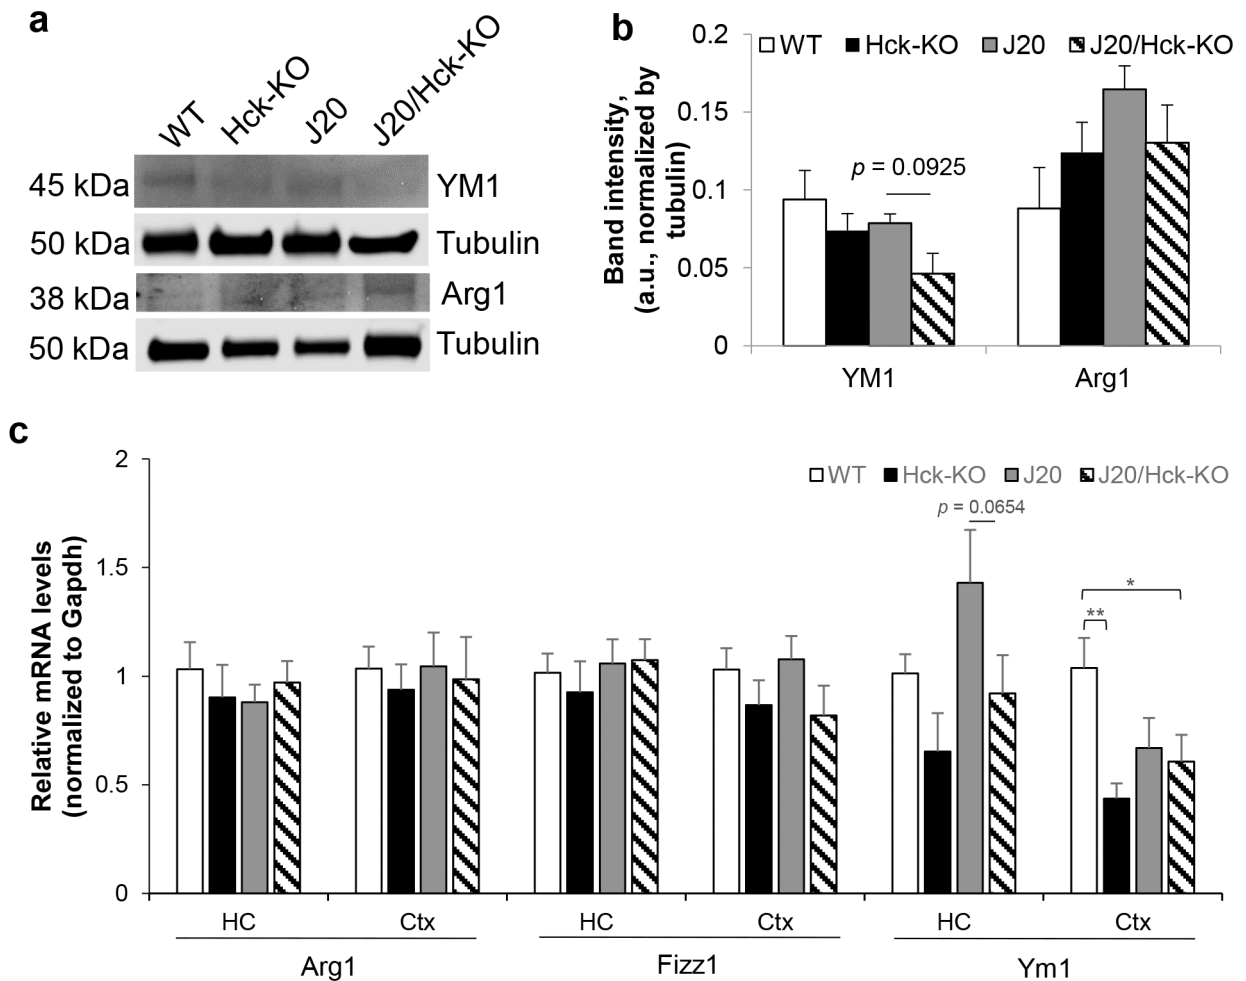 a
WT
Hck-KO
J20
J20/Hck-KO
45 kDa
YM1
50 kDa
Tubulin
38 kDa
Arg1
50 kDa
Tubulin
b
WT Hck-KO J20 J20/Hck-KO
Band intensity,
(a.u., normalized by
tubulin)
0.2
0.15
0.1
0.05
0
p = 0.0925
YM1 Arg1
c
WT Hck-KO J20 J20/Hck-KO
Relative mRNA levels
(normalized to Gapdh)
2
1.5
1
0.5
0
p = 0.0654
*
**
HC Ctx HC Ctx HC Ctx
Arg1 Fizz1 Ym1